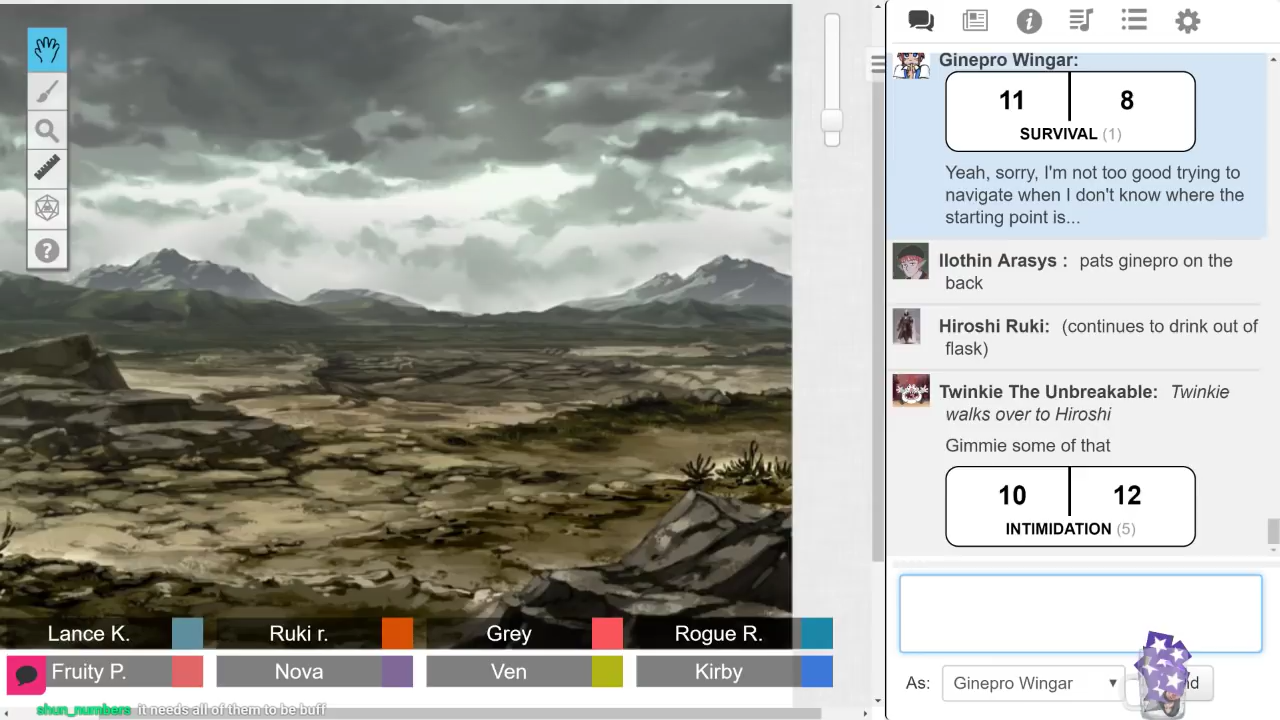 Ginepro Wingar:
11 8
SURVIVAL (1)
Yeah, sorry, I'm not too good trying to
navigate when I don't know where the
starting point is...
Ilothin Arasys : pats ginepro on the
back
Hiroshi Ruki: (continues to drink out of
flask)
Twinkie The Unbreakable: Twinkie
walks over to Hiroshi
Gimmie some of that
10 12
INTIMIDATION (5)
Lance K. Ruki r. Grey Rogue R.
Fruity P. Nova Ven Kirby
As: Ginepro Wingar
shun_numbers it needs all of them to be buff